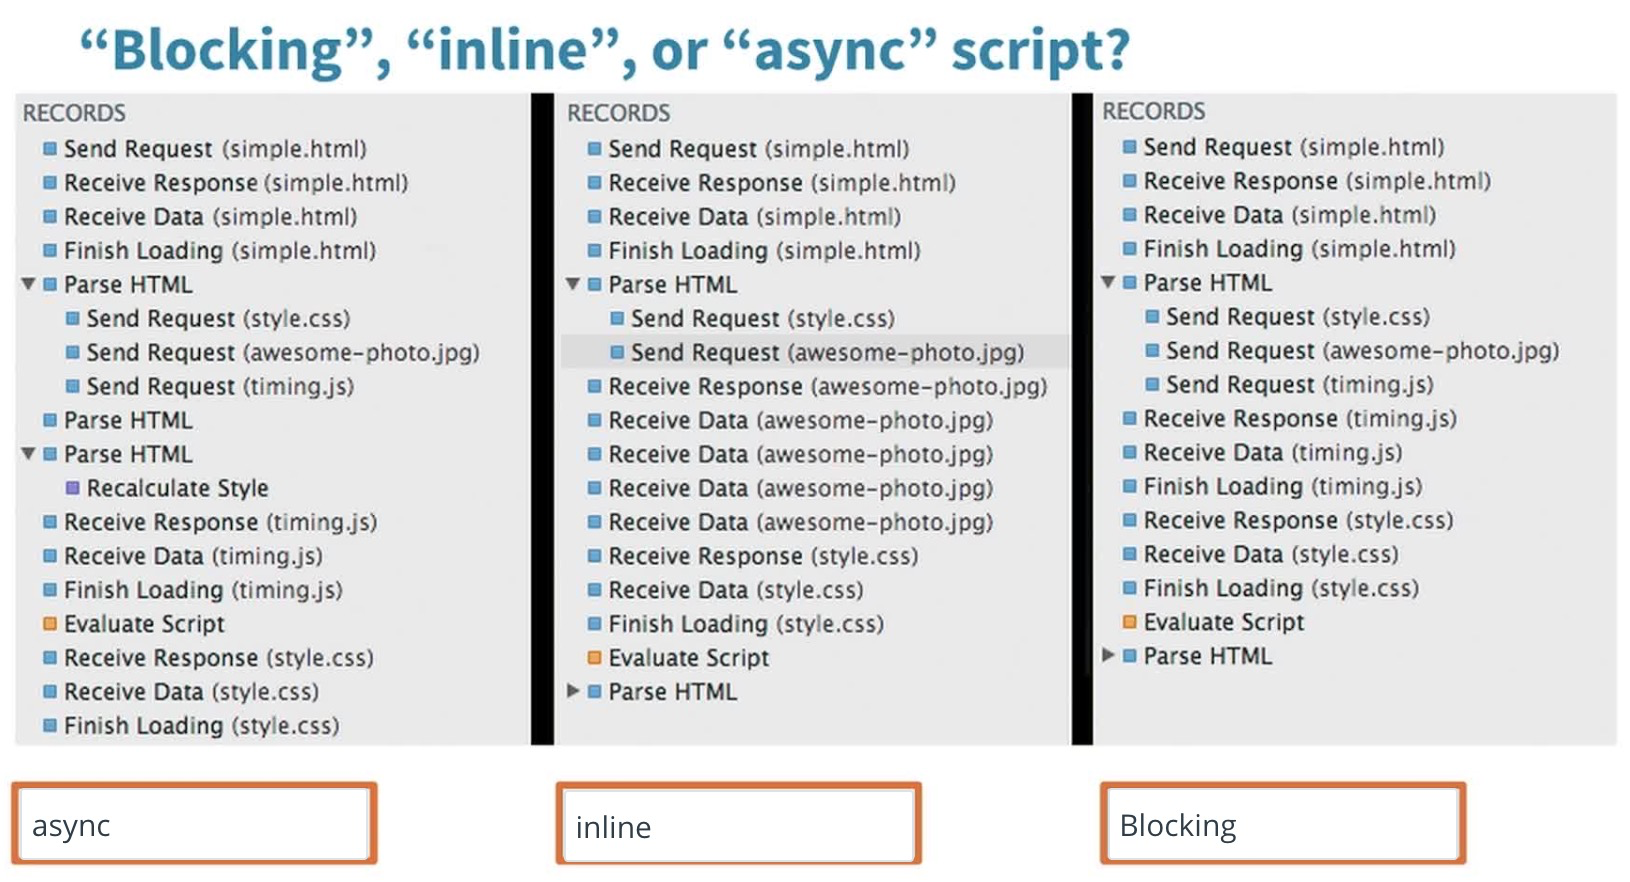 “Blocking”, “inline”, or “async” script?
RECORDS
Send Request (simple.html)
Receive Response (simple.html)
Receive Data (simple.html)
Finish Loading (simple.html)
Parse HTML
Send Request (style.css)
Send Request (awesome-photo.jpg)
Send Request (timing.js)
Parse HTML
Parse HTML
Recalculate Style
Receive Response (timing.js)
Receive Data (timing.js)
Finish Loading (timing.js)
Evaluate Script
Receive Response (style.css)
Receive Data (style.css)
Finish Loading (style.css)
async
RECORDS
Send Request (simple.html)
Receive Response (simple.html)
Receive Data (simple.html)
Finish Loading (simple.html)
Parse HTML
Send Request (style.css)
Send Request (awesome-photo.jpg)
Receive Response (awesome-photo.jpg)
Receive Data (awesome-photo.jpg)
Receive Data (awesome-photo.jpg)
Receive Data (awesome-photo.jpg)
Receive Data (awesome-photo.jpg)
Receive Response (style.css)
Receive Data (style.css)
Finish Loading (style.css)
Evaluate Script
Parse HTML
inline
RECORDS
Send Request (simple.html)
Receive Response (simple.html)
Receive Data (simple.html)
Finish Loading (simple.html)
Parse HTML
Send Request (style.css)
Send Request (awesome-photo.jpg)
Send Request (timing.js)
Receive Response (timing.js)
Receive Data (timing.js)
Finish Loading (timing.js)
Receive Response (style.css)
Receive Data (style.css)
Finish Loading (style.css)
Evaluate Script
Parse HTML
Blocking